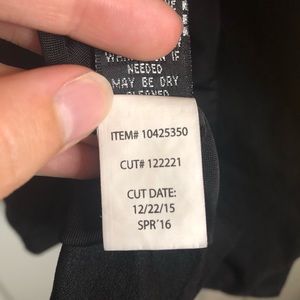 NEEDED
MAY BE DRY
CLEANED
ITEM# 10425350
CUT# 122221
CUT DATE:
12/22/15
SPR'16